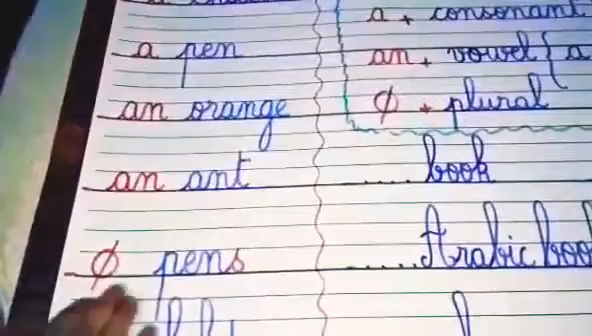 a pen
an orange
an ant
∅ pens
a + consonant
an + vowel { a
∅ + plural
..... book
..... Arabic boo